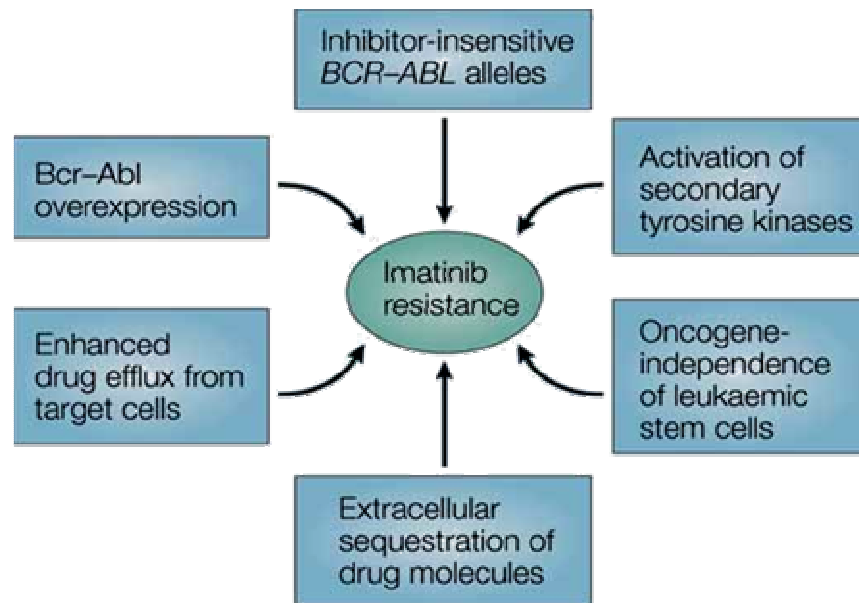 Inhibitor-insensitive
BCR–ABL alleles
Bcr–Abl
overexpression
Activation of
secondary
tyrosine kinases
Imatinib
resistance
Enhanced
drug efflux from
target cells
Oncogene-
independence
of leukaemic
stem cells
Extracellular
sequestration of
drug molecules